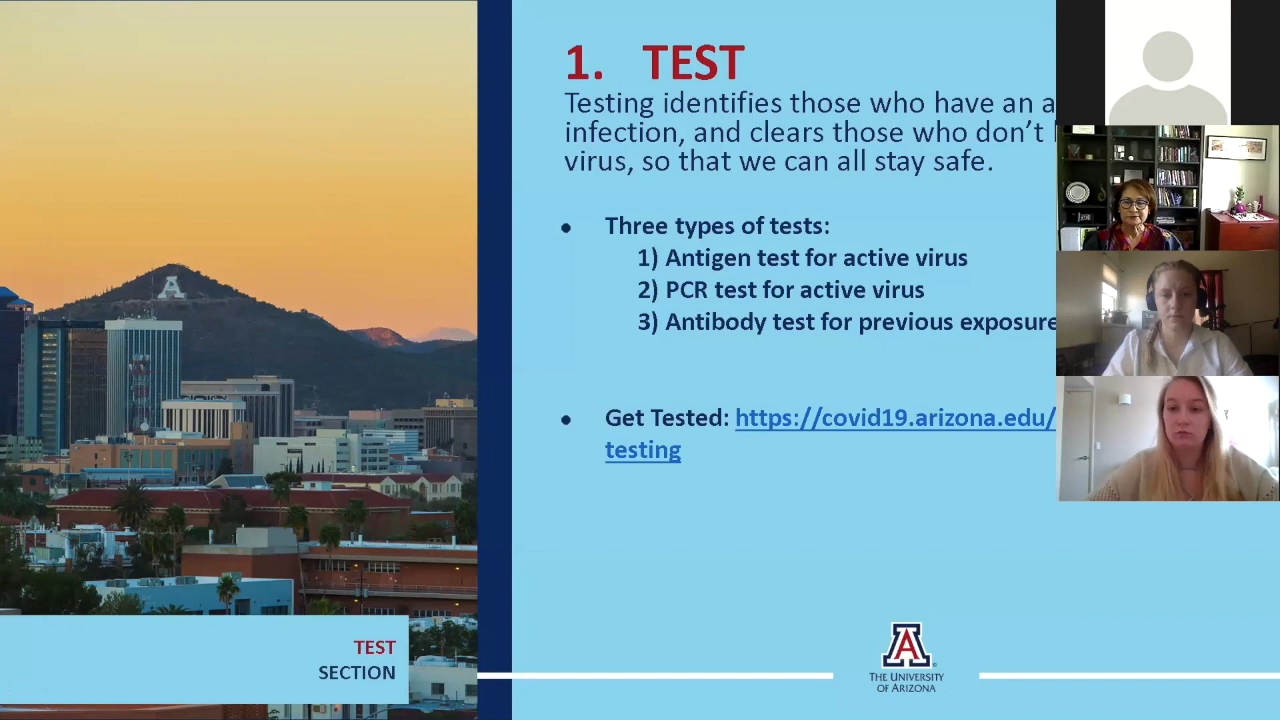 1. TEST
Testing identifies those who have an a
infection, and clears those who don't
virus, so that we can all stay safe.
• Three types of tests:
1) Antigen test for active virus
2) PCR test for active virus
3) Antibody test for previous exposure
• Get Tested: https://covid19.arizona.edu/
testing
TEST
SECTION
A
THE UNIVERSITY
OF ARIZONA
A